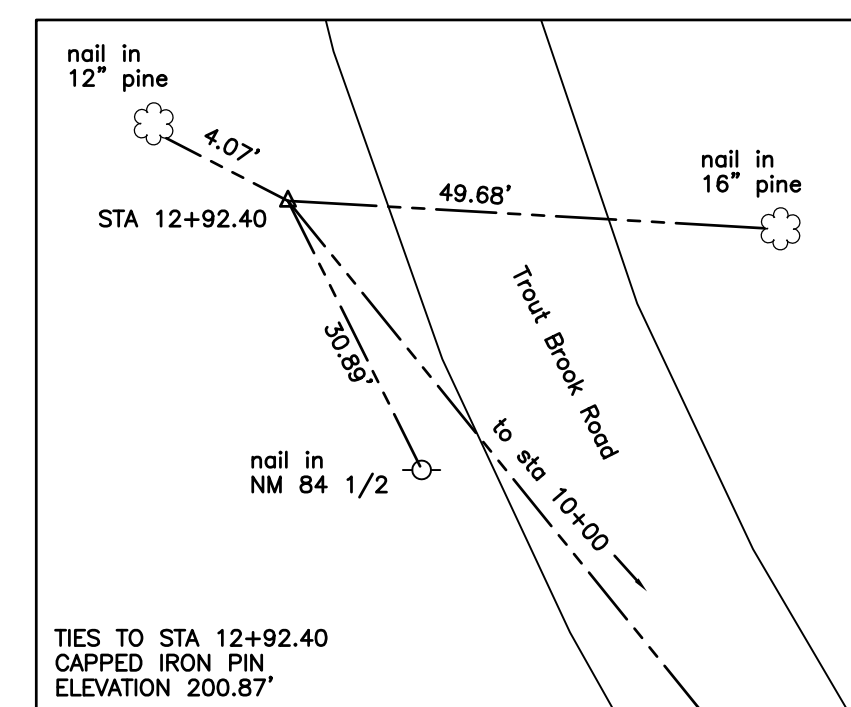 nail in
12” pine
4.07’
STA 12+92.40
49.68’
nail in
16” pine
Trout Brook Road
30.89’
nail in
NM 84 1/2
to sta 10+00
TIES TO STA 12+92.40
CAPPED IRON PIN
ELEVATION 200.87’